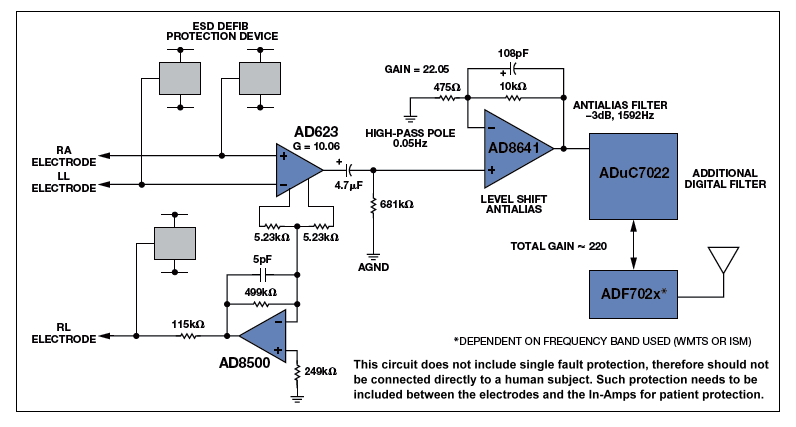 ESD DEFIB
PROTECTION DEVICE
GAIN = 22.05
108pF
+
475Ω
10kΩ
ANTIALIAS FILTER
–3dB, 1592Hz
HIGH-PASS POLE
0.05Hz
AD623
G = 10.06
RA
ELECTRODE
LL
ELECTRODE
+
–
+
4.7µF
–
+
AD8641
LEVEL SHIFT
ANTIALIAS
ADuC7022
ADDITIONAL
DIGITAL FILTER
681kΩ
AGND
5.23kΩ
5.23kΩ
TOTAL GAIN ~ 220
5pF
499kΩ
ADF702x*
RL
ELECTRODE
115kΩ
–
+
AD8500
249kΩ
*DEPENDENT ON FREQUENCY BAND USED (WMTS OR ISM)
This circuit does not include single fault protection, therefore should not
be connected directly to a human subject. Such protection needs to be
included between the electrodes and the In-Amps for patient protection.